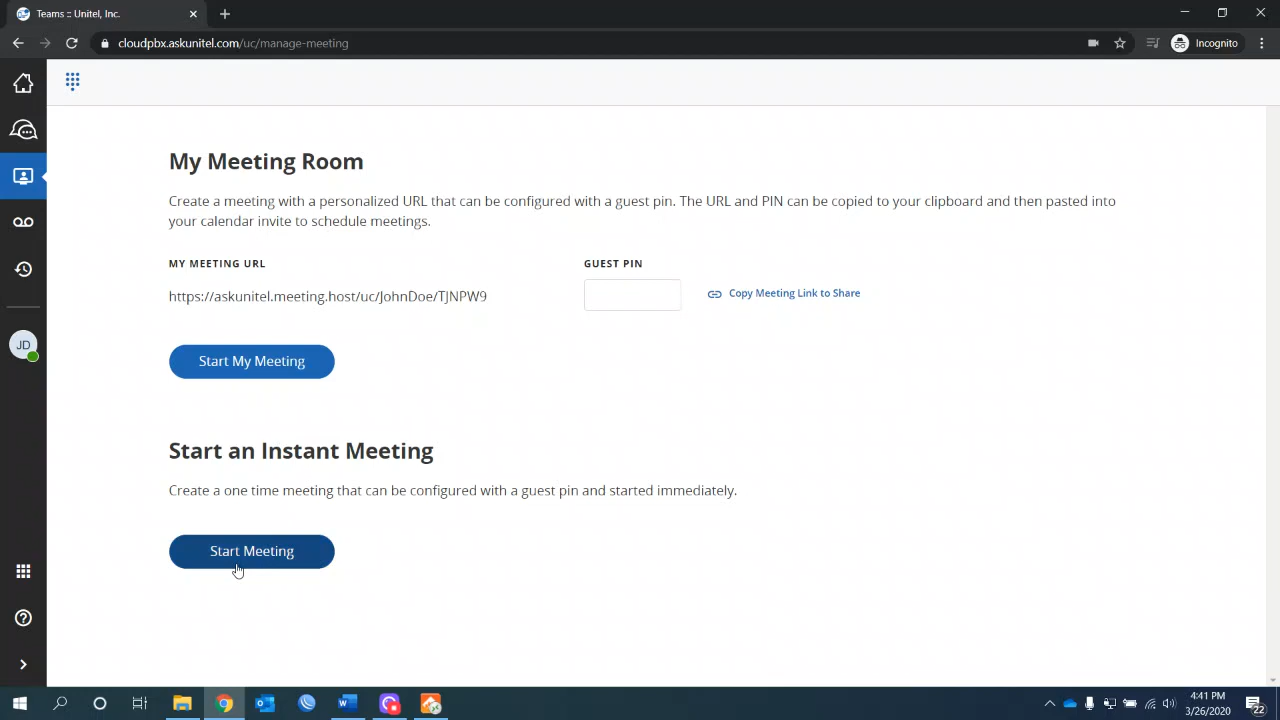 Teams :: Unitel, Inc.
cloudpbx.askunitel.com/uc/manage-meeting
Incognito
My Meeting Room
Create a meeting with a personalized URL that can be configured with a guest pin. The URL and PIN can be copied to your clipboard and then pasted into
your calendar invite to schedule meetings.
MY MEETING URL
GUEST PIN
https://askunitel.meeting.host/uc/JohnDoe/TJNPW9
Copy Meeting Link to Share
JD
Start My Meeting
Start an Instant Meeting
Create a one time meeting that can be configured with a guest pin and started immediately.
Start Meeting
4:41 PM
3/26/2020
22